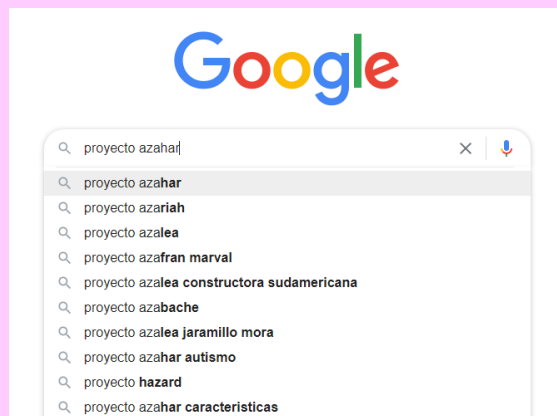 Google
proyecto azahar
proyecto azahar
proyecto azariah
proyecto azalea
proyecto azafran marval
proyecto azalea constructora sudamericana
proyecto azabache
proyecto azalea jaramillo mora
proyecto azahar autismo
proyecto hazard
proyecto azahar caracteristicas